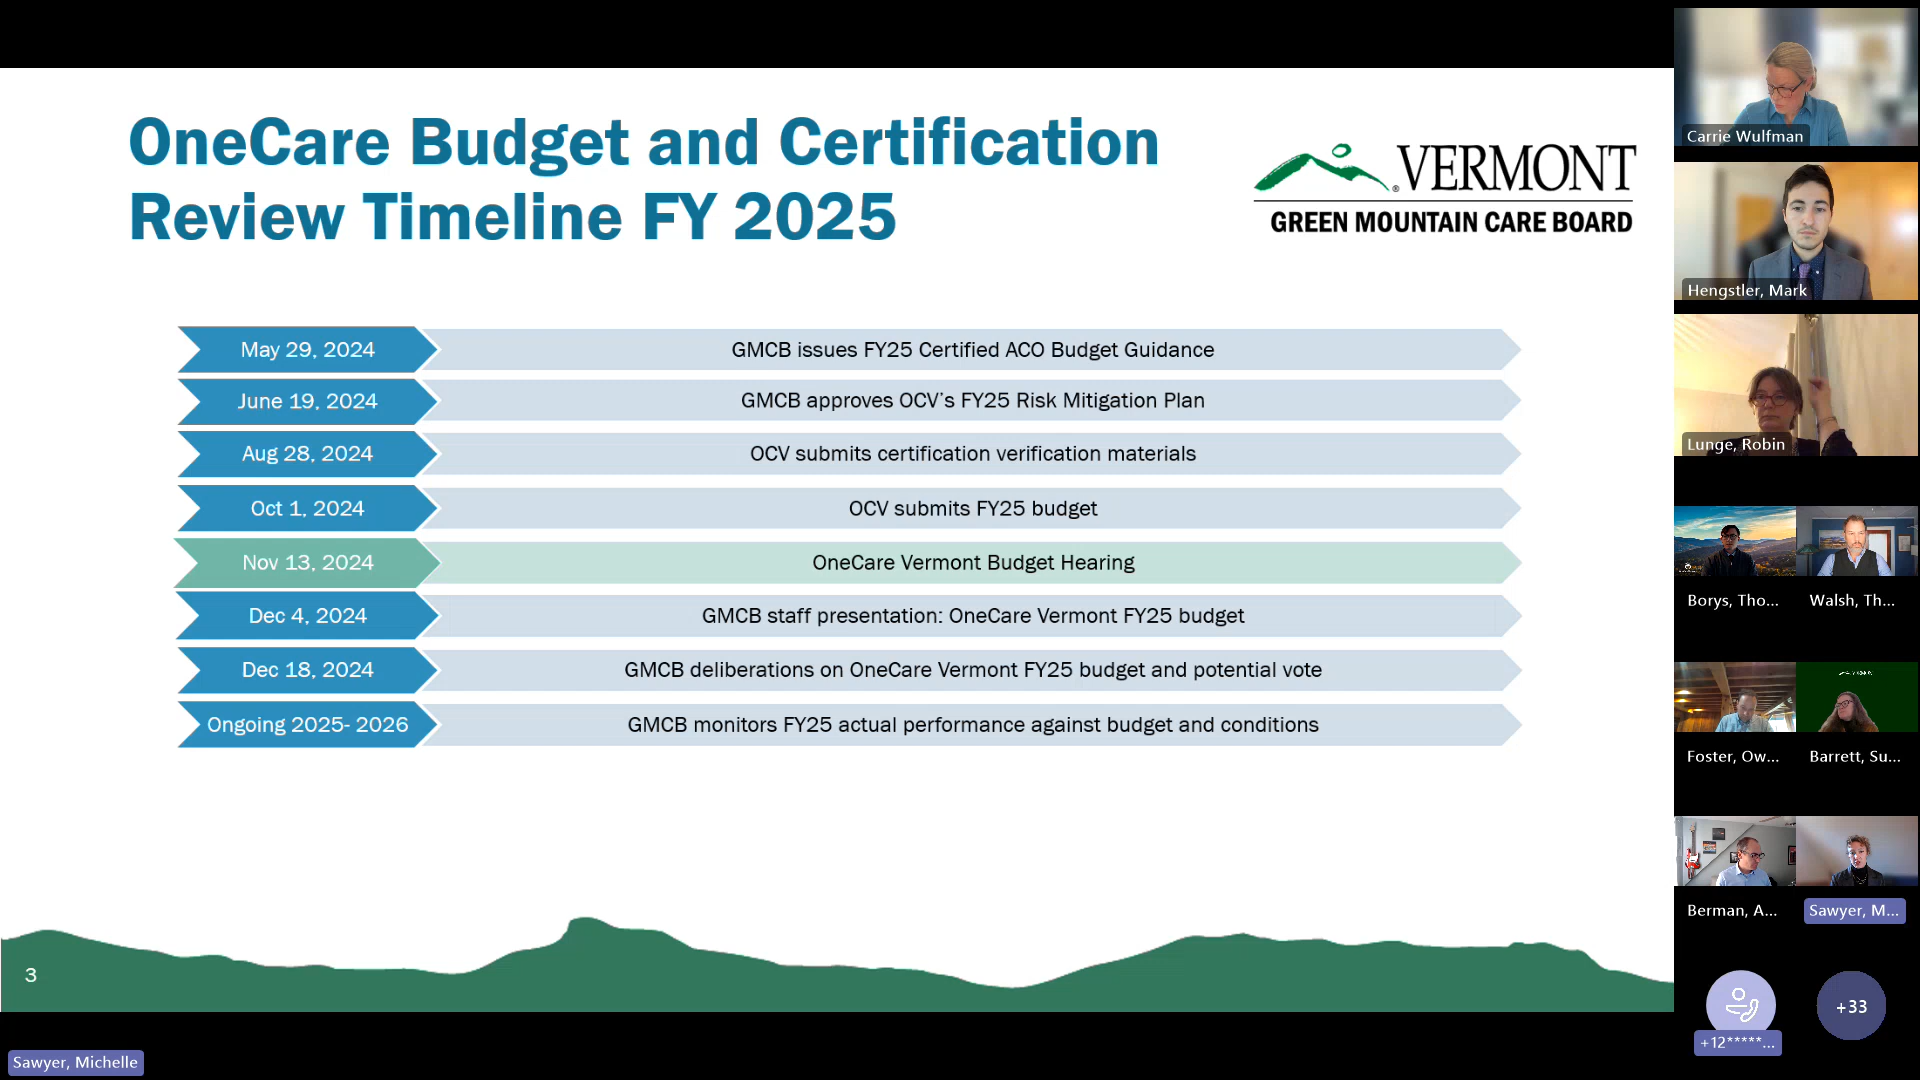 OneCare Budget and Certification
Review Timeline FY 2025
VERMONT
GREEN MOUNTAIN CARE BOARD
May 29, 2024
GMCB issues FY25 Certified ACO Budget Guidance
June 19, 2024
GMCB approves OCV’s FY25 Risk Mitigation Plan
Aug 28, 2024
OCV submits certification verification materials
Oct 1, 2024
OCV submits FY25 budget
Nov 13, 2024
OneCare Vermont Budget Hearing
Dec 4, 2024
GMCB staff presentation: OneCare Vermont FY25 budget
Dec 18, 2024
GMCB deliberations on OneCare Vermont FY25 budget and potential vote
Ongoing 2025- 2026
GMCB monitors FY25 actual performance against budget and conditions
3
Sawyer, Michelle
Carrie Wulfman
Hengstler, Mark
Lunge, Robin
Borys, Tho...
Walsh, Th...
Foster, Ow...
Barrett, Su...
Berman, A...
Sawyer, M...
+12*****...
+33